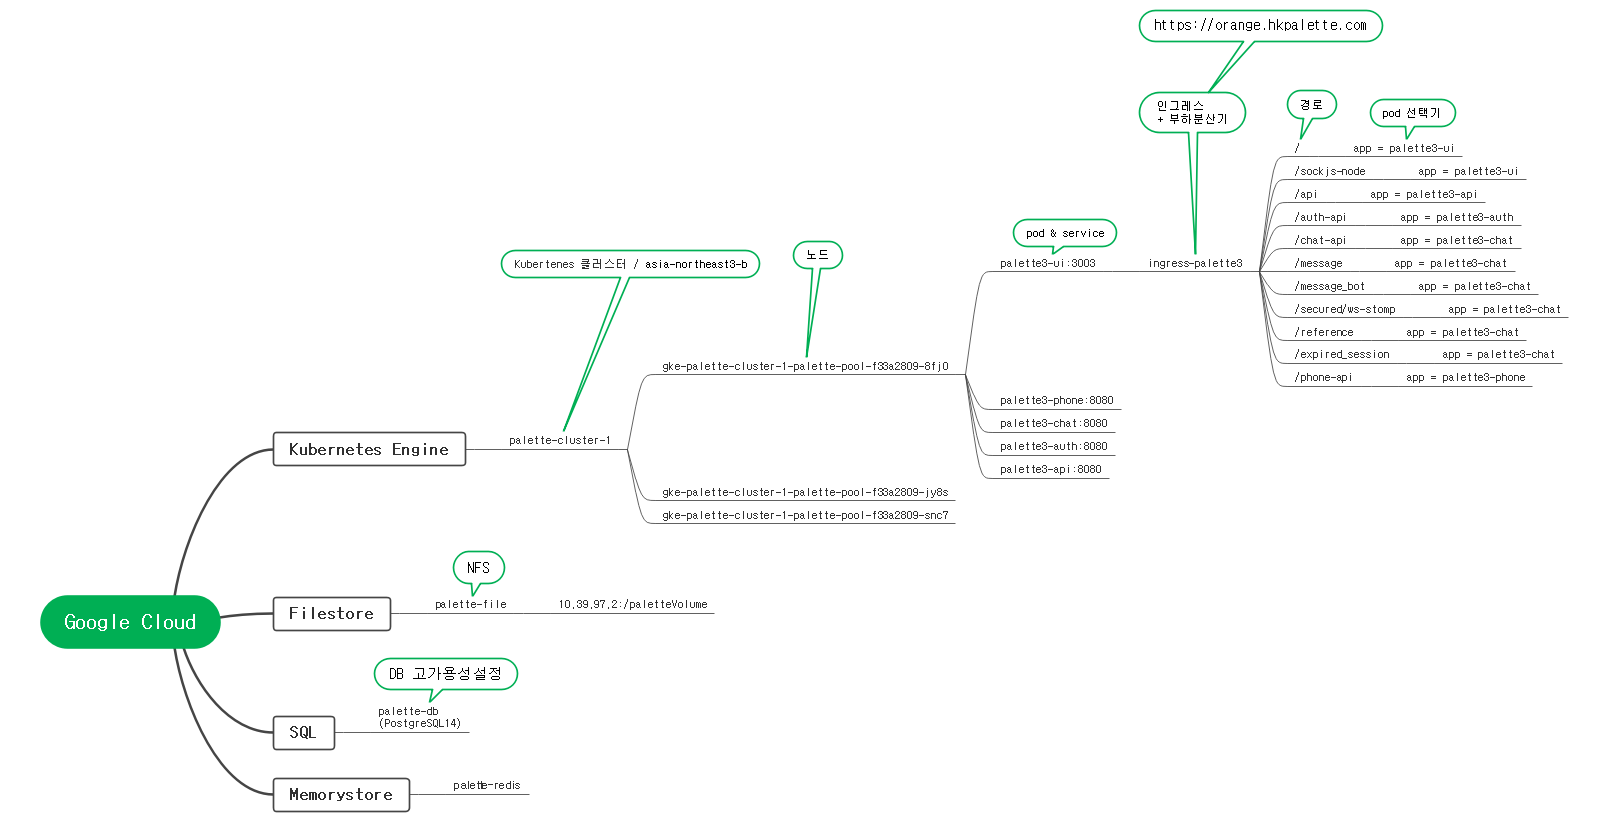 https://orange.hkpalette.com
인그레스
+ 부하분산기
경로
pod 선택기
/ app = palette3-ui
/sockjs-node app = palette3-ui
/api app = palette3-api
/auth-api app = palette3-auth
/chat-api app = palette3-chat
/message app = palette3-chat
/message_bot app = palette3-chat
/secured/ws-stomp app = palette3-chat
/reference app = palette3-chat
/expired_session app = palette3-chat
/phone-api app = palette3-phone
pod & service
palette3-ui:3003
ingress-palette3
Kubertenes 클러스터 / asia-northeast3-b
노드
gke-palette-cluster-1-palette-pool-f33a2809-8fj0
palette3-phone:8080
palette3-chat:8080
palette3-auth:8080
palette3-api:8080
Kubernetes Engine
palette-cluster-1
gke-palette-cluster-1-palette-pool-f33a2809-jy8s
gke-palette-cluster-1-palette-pool-f33a2809-snc7
NFS
Filestore
palette-file
10,39,97,2:/paletteVolume
Google Cloud
DB 고가용성설정
SQL
palette-db
(PostgreSQL14)
Memorystore
palette-redis